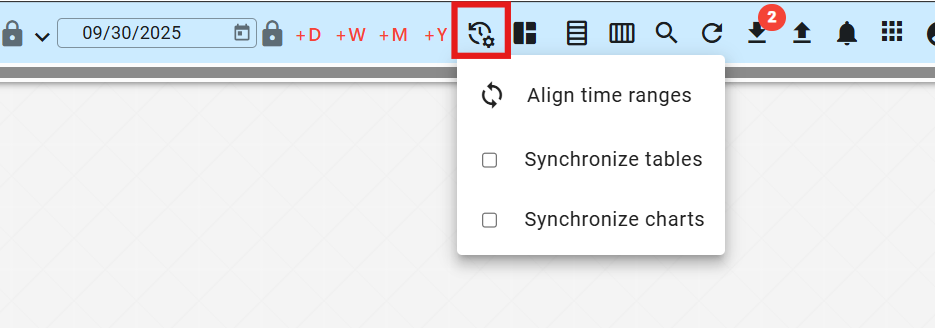 09/30/2025 +D +W +M +Y 2
Align time ranges
Synchronize tables
Synchronize charts